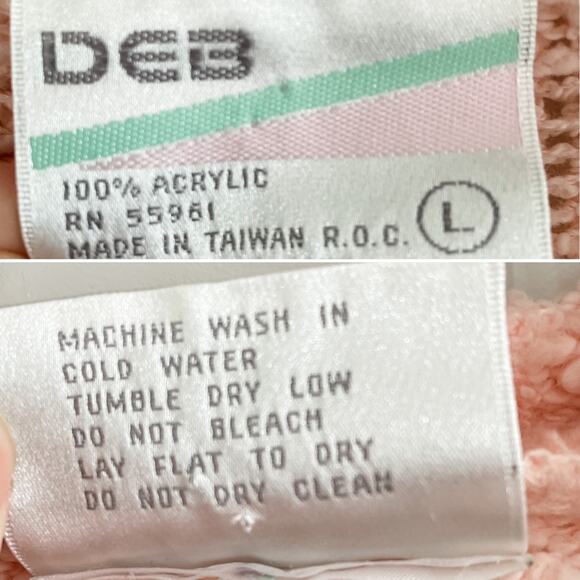 DEB
100% ACRYLIC
RN 55961
MADE IN TAIWAN R.O.C.
L
MACHINE WASH IN
COLD WATER
TUMBLE DRY LOW
DO NOT BLEACH
LAY FLAT TO DRY
DO NOT DRY CLEAN